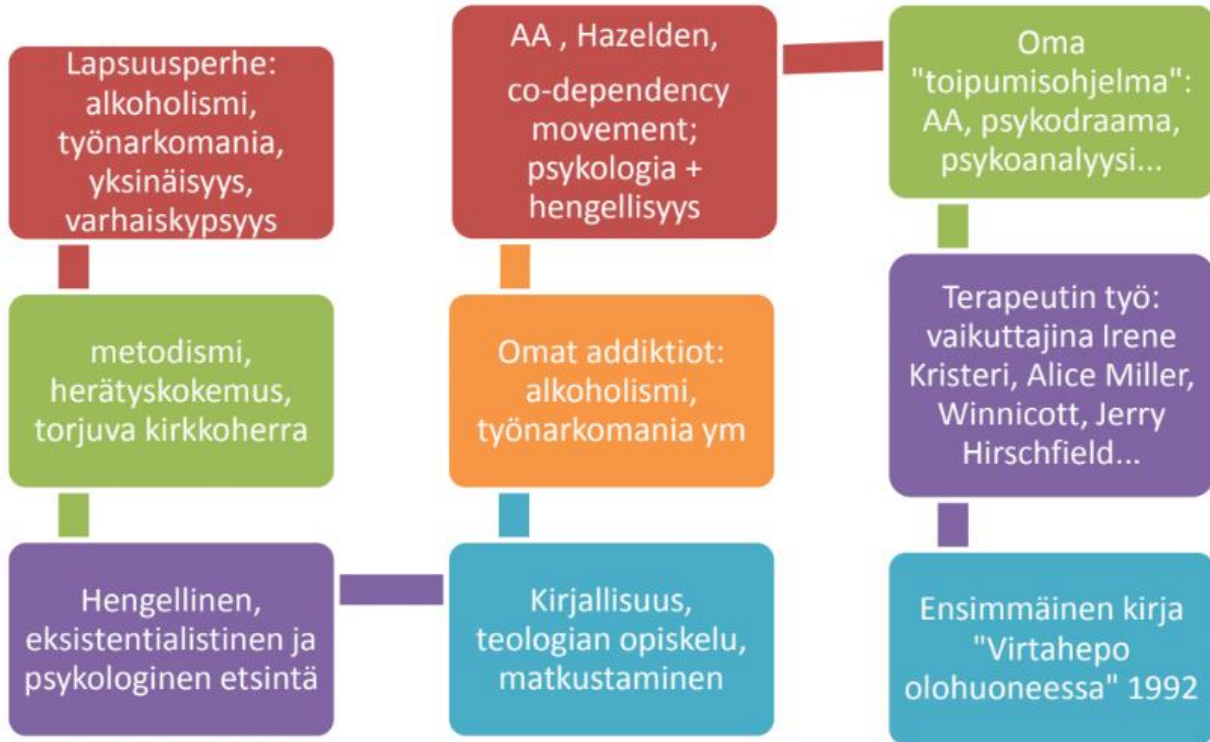 Lapsuusperhe:
alkoholismi,
työnarkomania,
yksinäisyys,
varhaiskypsyys
metodismi,
herätyskokemus,
torjuva kirkkoherra
Hengellinen,
eksistentialistinen ja
psykologinen etsintä
Kirjallisuus,
teologian opiskelu,
matkustaminen
Omat addiktiot:
alkoholismi,
työnarkomania ym
AA , Hazelden,
co-dependency
movement;
psykologia +
hengellisyys
Oma
"toipumisohjelma":
AA, psykodraama,
psykoanalyysi...
Terapeutin työ:
vaikuttajina Irene
Kristeri, Alice Miller,
Winnicott, Jerry
Hirschfield...
Ensimmäinen kirja
"Virtahepo
olohuoneessa" 1992